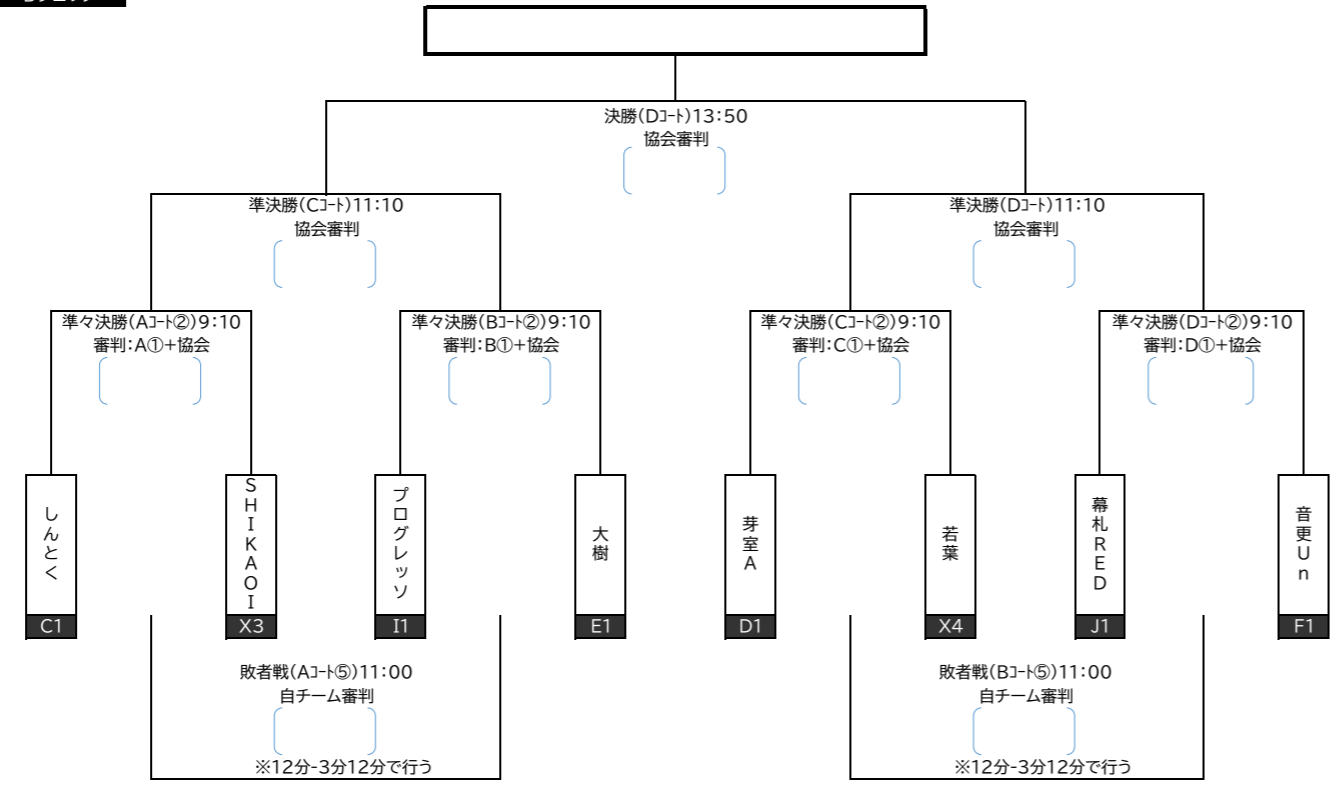 決勝(Dｺｰﾄ)13:50
協会審判
準決勝(Cｺｰﾄ)11:10
協会審判
準決勝(Dｺｰﾄ)11:10
協会審判
準々決勝(Aｺｰﾄ②)9:10
審判:A①+協会
準々決勝(Bｺｰﾄ②)9:10
審判:B①+協会
準々決勝(Cｺｰﾄ②)9:10
審判:C①+協会
準々決勝(Dｺｰﾄ②)9:10
審判:D①+協会
しんとく
SHIKAOI
プログレッソ
大樹
芽室A
若葉
幕札RED
音更Un
C1
X3
I1
E1
D1
X4
J1
F1
敗者戦(Aｺｰﾄ⑤)11:00
自チーム審判
※12分-3分12分で行う
敗者戦(Bｺｰﾄ⑤)11:00
自チーム審判
※12分-3分12分で行う